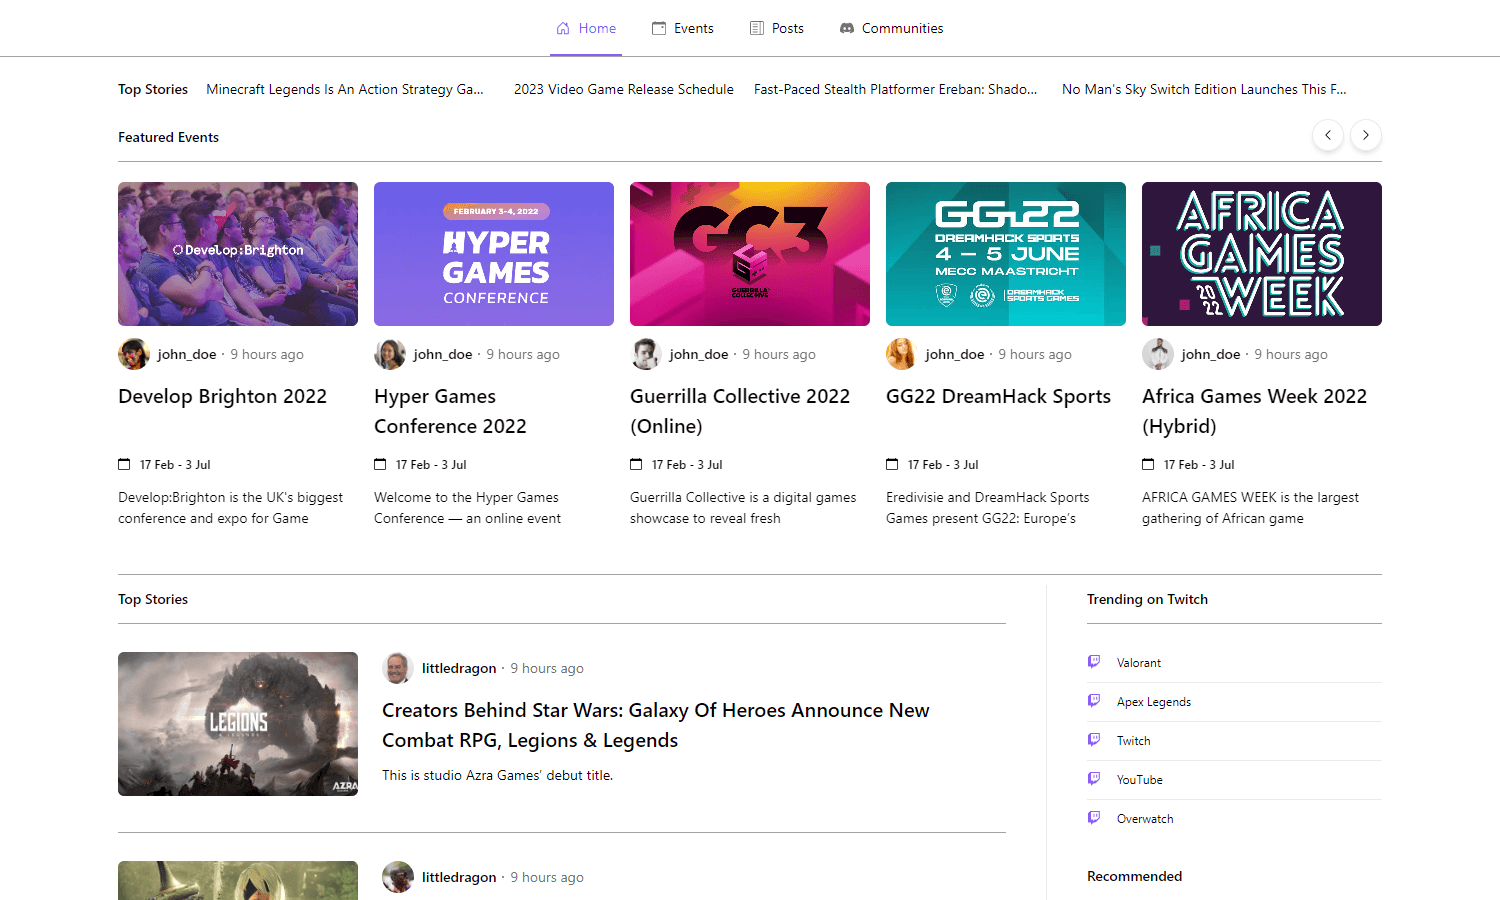 Home Events Posts Communities
Top Stories Minecraft Legends Is An Action Strategy Ga... 2023 Video Game Release Schedule Fast-Paced Stealth Platformer Ereban: Shado... No Man's Sky Switch Edition Launches This F...
Featured Events
Develop:Brighton
FEBRUARY 3-4, 2022
HYPER
GAMES
CONFERENCE
GC3
GUERRILLA
COLLECTIVE
GG22
DREAMHACK SPORTS
4 – 5 JUNE
MECC MAASTRICHT
DREAMHACK
SPORTS GAMES
AFRICA
GAMES
2022 WEEK
john_doe · 9 hours ago
Develop Brighton 2022
17 Feb - 3 Jul
Develop:Brighton is the UK's biggest
conference and expo for Game
john_doe · 9 hours ago
Hyper Games
Conference 2022
17 Feb - 3 Jul
Welcome to the Hyper Games
Conference — an online event
john_doe · 9 hours ago
Guerrilla Collective 2022
(Online)
17 Feb - 3 Jul
Guerrilla Collective is a digital games
showcase to reveal fresh
john_doe · 9 hours ago
GG22 DreamHack Sports
17 Feb - 3 Jul
Eredivisie and DreamHack Sports
Games present GG22: Europe's
john_doe · 9 hours ago
Africa Games Week 2022
(Hybrid)
17 Feb - 3 Jul
AFRICA GAMES WEEK is the largest
gathering of African game
Top Stories
LEGIONS
& LEGENDS
AZRA
littledragon · 9 hours ago
Creators Behind Star Wars: Galaxy Of Heroes Announce New
Combat RPG, Legions & Legends
This is studio Azra Games' debut title.
littledragon · 9 hours ago
Trending on Twitch
Valorant
Apex Legends
Twitch
YouTube
Overwatch
Recommended